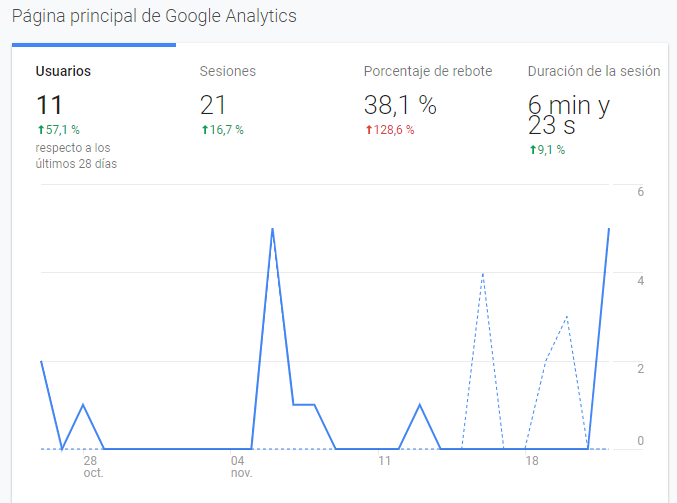 Página principal de Google Analytics
Usuarios
11
↑57,1 %
respecto a los
últimos 28 días
Sesiones
21
↑16,7 %
Porcentaje de rebote
38,1 %
↑128,6 %
Duración de la sesión
6 min y
23 s
↑9,1 %
6
4
2
0
28
oct.
04
nov.
11
18